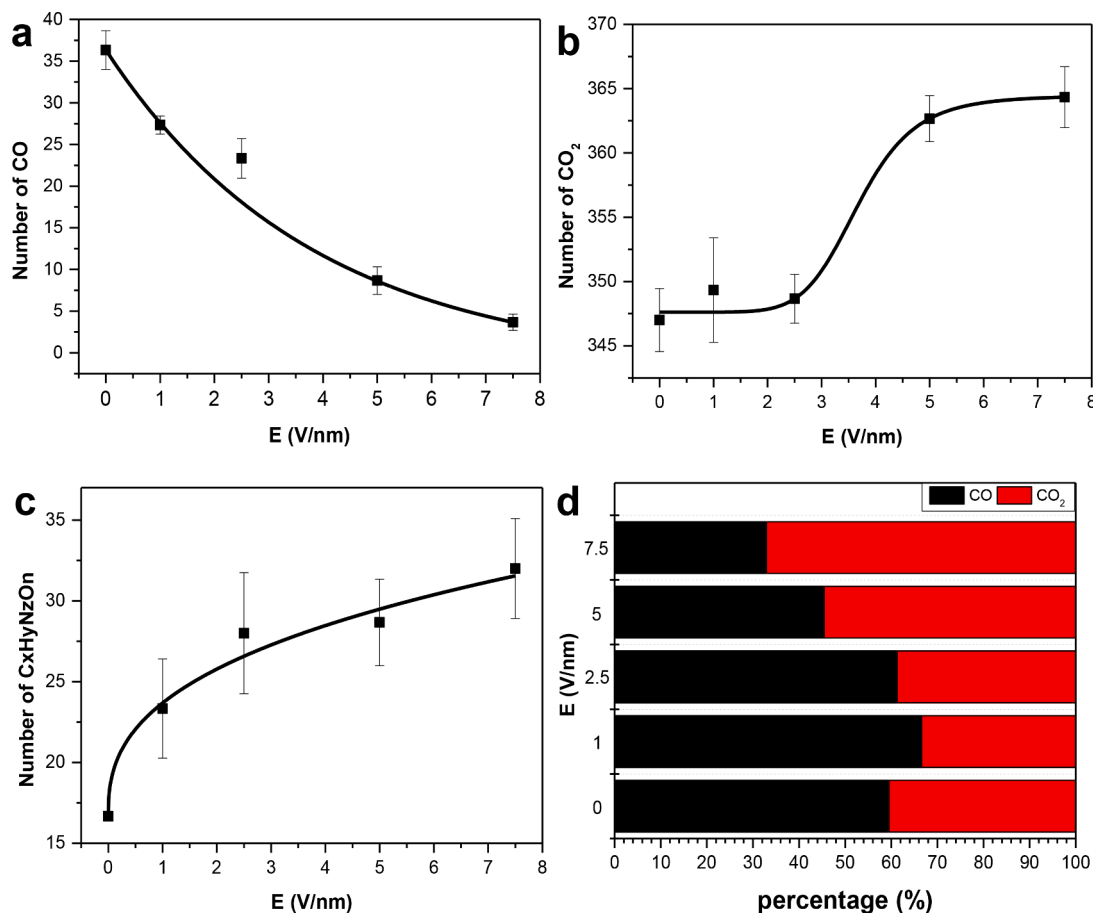 a
40
35
30
25
20
15
10
5
0
Number of CO
0 1 2 3 4 5 6 7 8
E (V/nm)
b
370
365
360
355
350
345
Number of CO₂
0 1 2 3 4 5 6 7 8
E (V/nm)
c
35
30
25
20
15
Number of CxHyNzOn
0 1 2 3 4 5 6 7 8
E (V/nm)
d
CO CO₂
7.5
5
2.5
1
0
E (V/nm)
0 10 20 30 40 50 60 70 80 90 100
percentage (%)